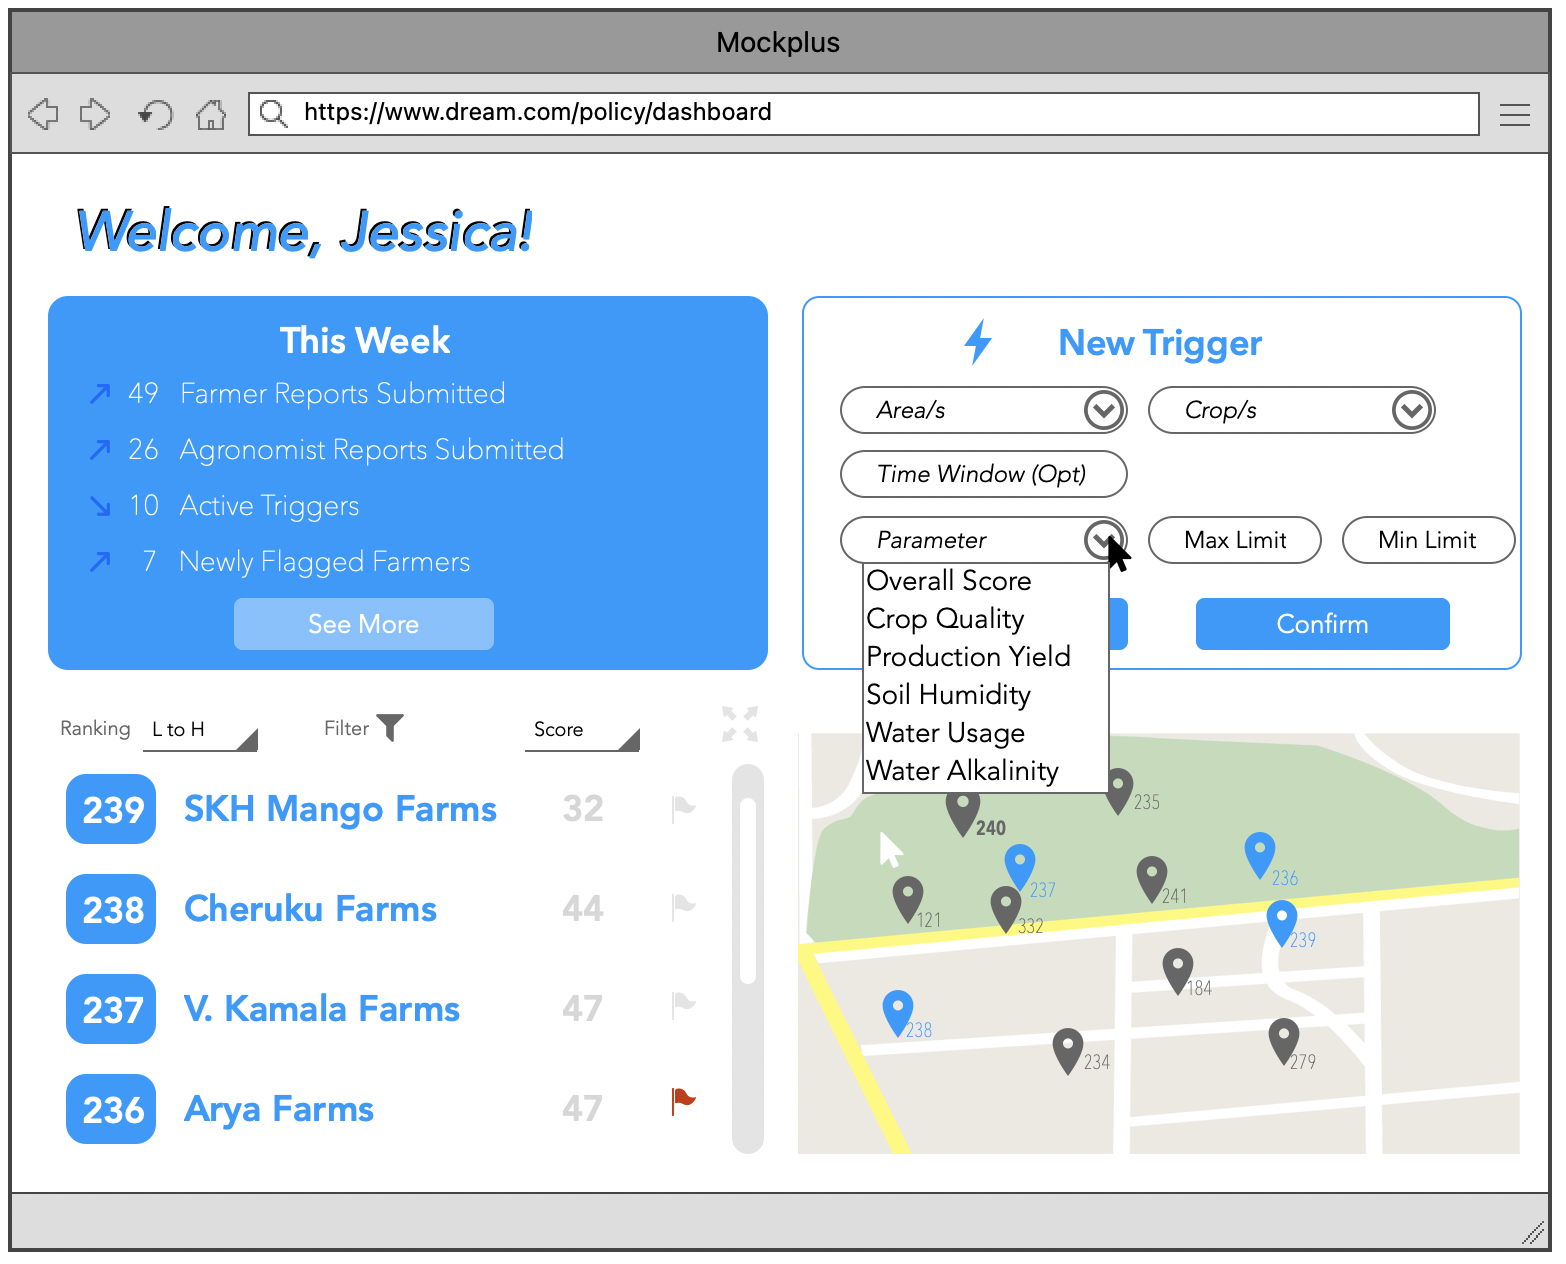 Mockplus
https://www.dream.com/policy/dashboard
Welcome, Jessica!
This Week
49 Farmer Reports Submitted
26 Agronomist Reports Submitted
10 Active Triggers
7 Newly Flagged Farmers
See More
New Trigger
Area/s
Crop/s
Time Window (Opt)
Parameter
Max Limit
Min Limit
Overall Score
Crop Quality
Production Yield
Soil Humidity
Water Usage
Water Alkalinity
Confirm
Ranking
L to H
Filter
Score
239 SKH Mango Farms 32
238 Cheruku Farms 44
237 V. Kamala Farms 47
236 Arya Farms 47
235
240
237
236
241
121
332
239
184
238
234
279